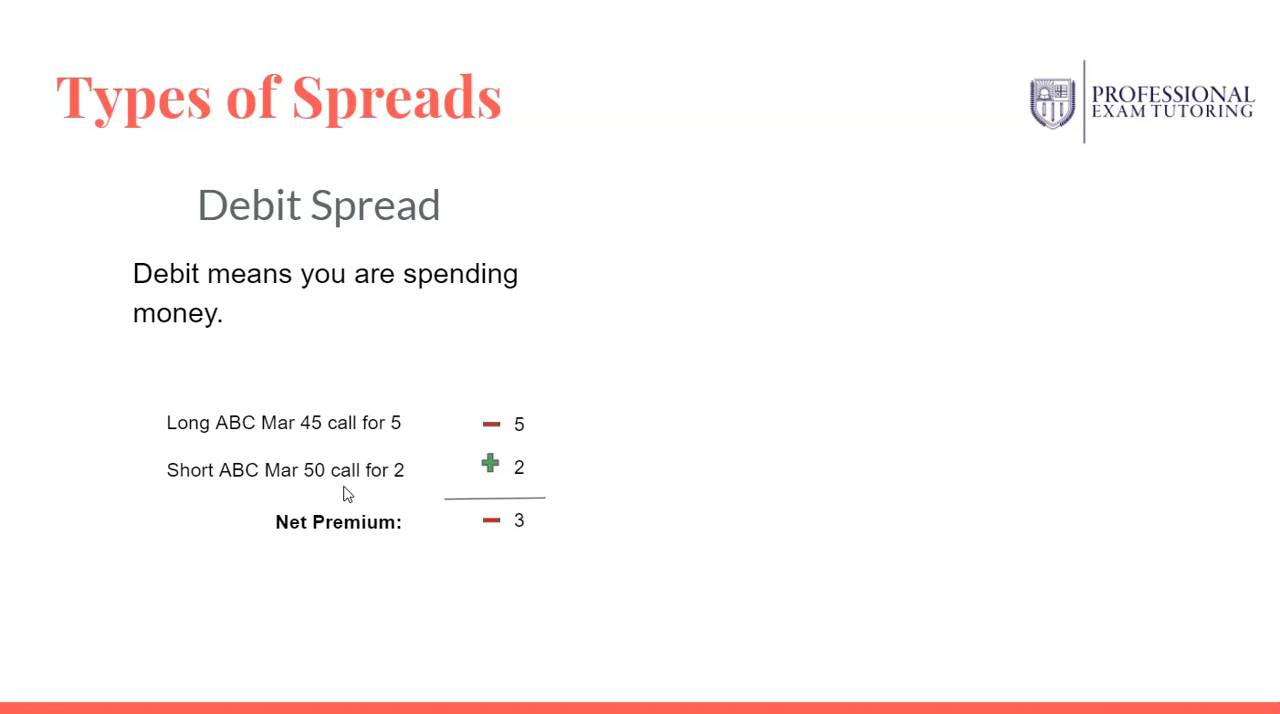 Types of Spreads
PROFESSIONAL
EXAM TUTORING
Debit Spread
Debit means you are spending
money.
Long ABC Mar 45 call for 5 - 5
Short ABC Mar 50 call for 2 + 2
Net Premium: - 3